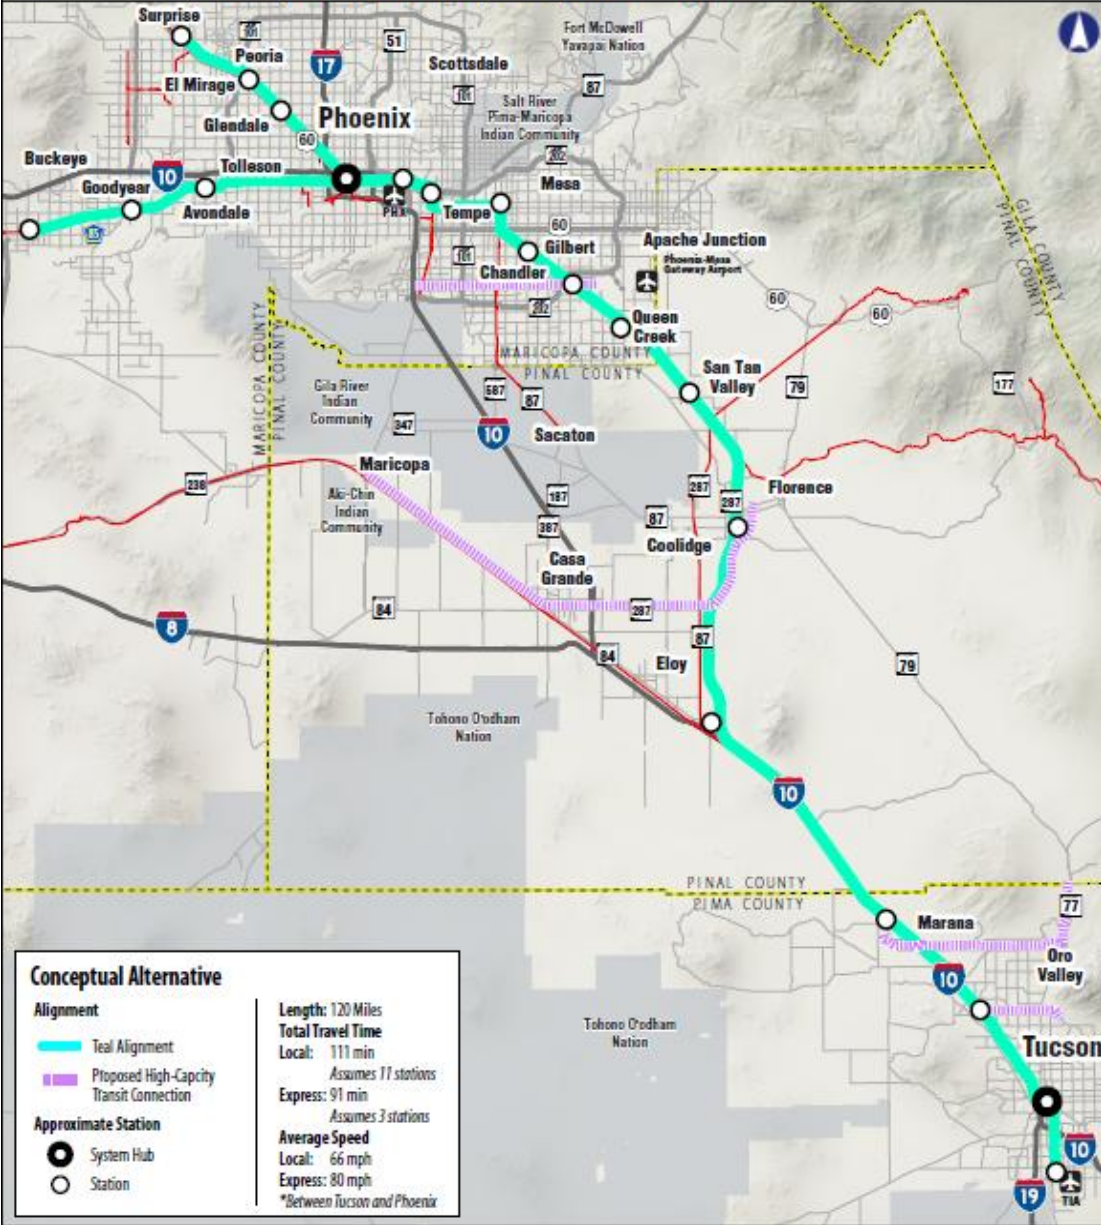 Surprise
101
Peoria
17
51
Scottsdale
Fort McDowell
Yavapai Nation
El Mirage
101
87
Glendale
60
Phoenix
Salt River
Pima-Maricopa
Indian Community
Buckeye
10
Tolleson
202
Goodyear
Mesa
Avondale
PHX
Tempe
60
85
Gilbert
Apache Junction
101
Chandler
Phoenix-Mesa
Gateway Airport
GILA COUNTY
PINAL COUNTY
202
60
60
Queen
Creek
MARICOPA COUNTY
PINAL COUNTY
MARICOPA COUNTY
PINAL COUNTY
San Tan
Valley
79
177
Gila River
Indian
Community
587
87
347
10
Sacaton
Maricopa
238
287
Florence
Aki-Chin
Indian
Community
187
287
387
87
Coolidge
Casa
Grande
84
287
8
87
84
Eloy
79
Tohono O'odham
Nation
10
PINAL COUNTY
PIMA COUNTY
77
Marana
Oro
Valley
10
Tohono O'odham
Nation
Tucson
10
19
TIA
Conceptual Alternative
Alignment
Teal Alignment
Proposed High-Capcity
Transit Connection
Approximate Station
System Hub
Station
Length: 120 Miles
Total Travel Time
Local: 111 min
Assumes 11 stations
Express: 91 min
Assumes 3 stations
Average Speed
Local: 66 mph
Express: 80 mph
*Between Tucson and Phoenix